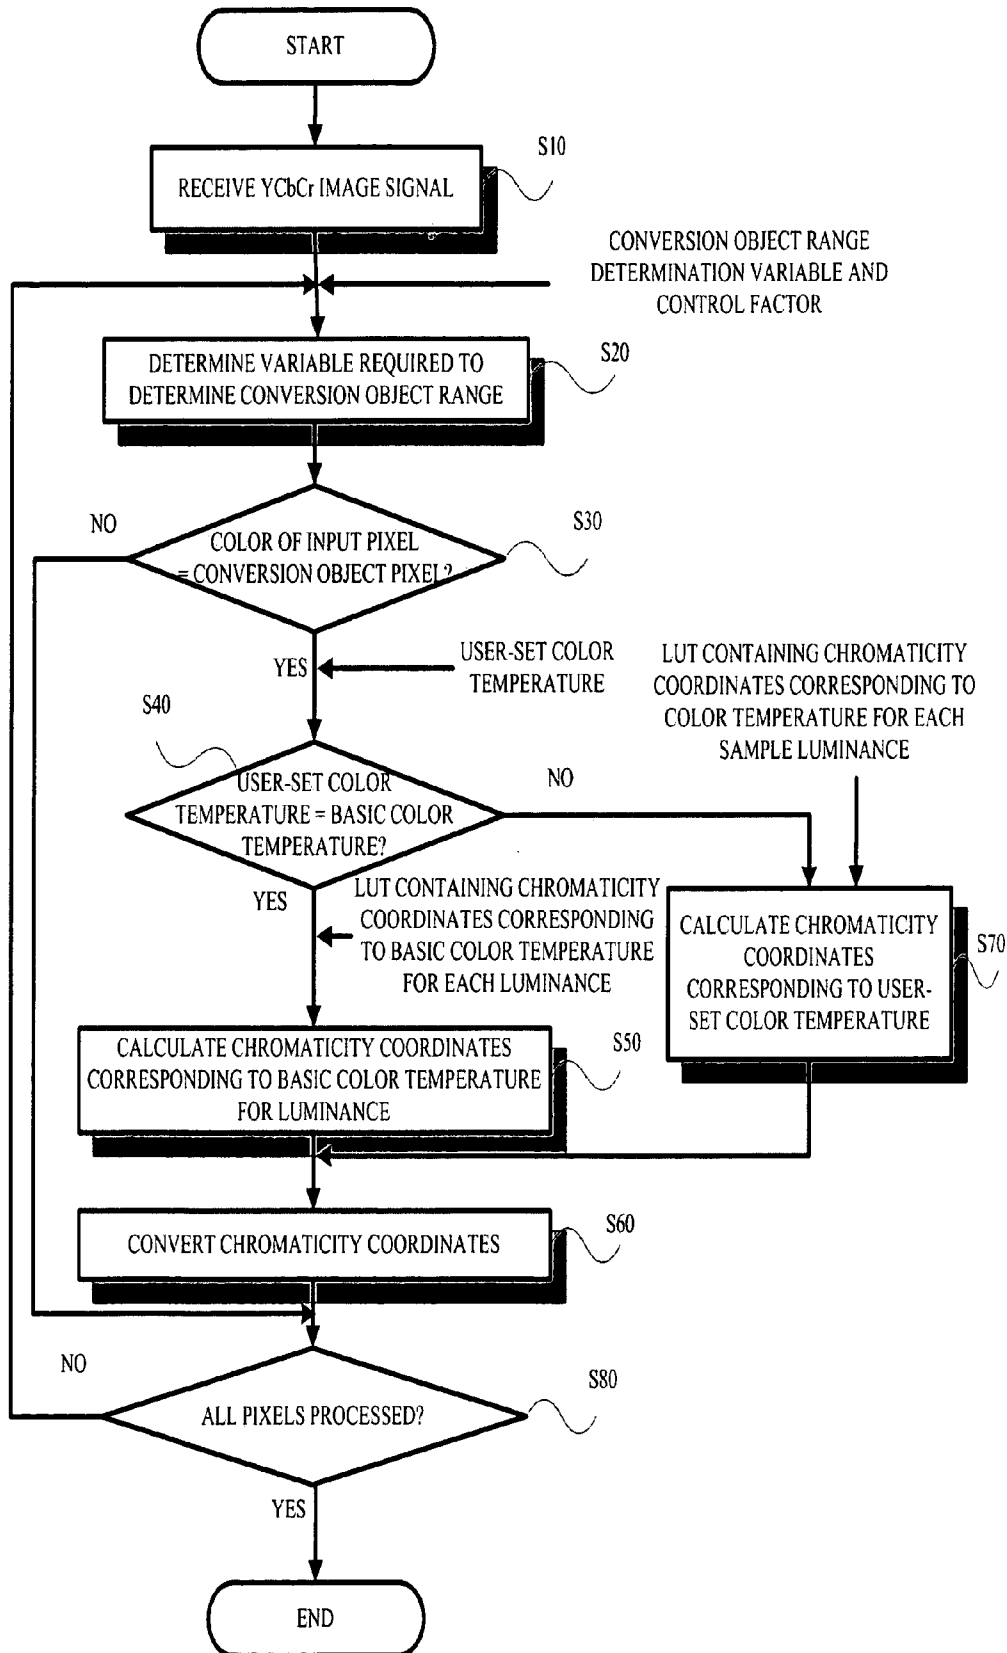 START
S10
RECEIVE YCbCr IMAGE SIGNAL
CONVERSION OBJECT RANGE
DETERMINATION VARIABLE AND
CONTROL FACTOR
S20
DETERMINE VARIABLE REQUIRED TO
DETERMINE CONVERSION OBJECT RANGE
NO
S30
COLOR OF INPUT PIXEL
= CONVERSION OBJECT PIXEL?
YES
USER-SET COLOR
TEMPERATURE
LUT CONTAINING CHROMATICITY
COORDINATES CORRESPONDING TO
COLOR TEMPERATURE FOR EACH
SAMPLE LUMINANCE
S40
USER-SET COLOR
TEMPERATURE = BASIC COLOR
TEMPERATURE?
NO
YES
LUT CONTAINING CHROMATICITY
COORDINATES CORRESPONDING
TO BASIC COLOR TEMPERATURE
FOR EACH LUMINANCE
CALCULATE CHROMATICITY
COORDINATES
CORRESPONDING TO USER-
SET COLOR TEMPERATURE
S70
CALCULATE CHROMATICITY COORDINATES
CORRESPONDING TO BASIC COLOR TEMPERATURE
FOR LUMINANCE
S50
CONVERT CHROMATICITY COORDINATES
S60
NO
ALL PIXELS PROCESSED?
S80
YES
END